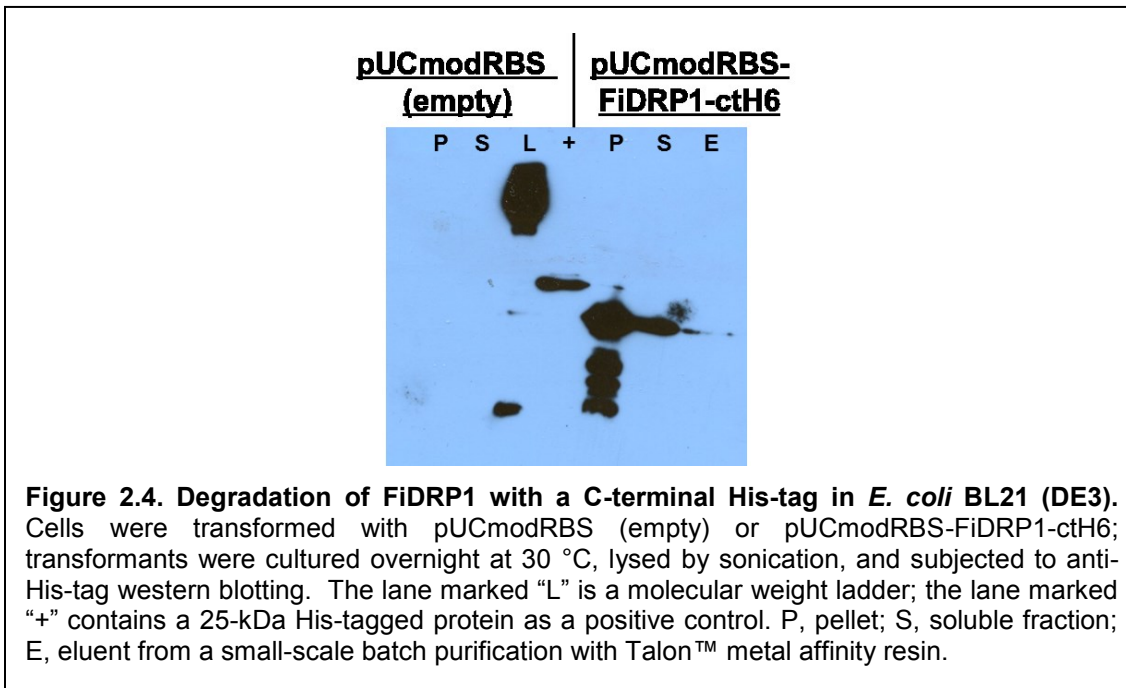 pUCmodRBS
(empty)
pUCmodRBS-
FiDRP1-ctH6
P S L + P S E
Figure 2.4. Degradation of FiDRP1 with a C-terminal His-tag in E. coli BL21 (DE3).
Cells were transformed with pUCmodRBS (empty) or pUCmodRBS-FiDRP1-ctH6;
transformants were cultured overnight at 30 °C, lysed by sonication, and subjected to anti-
His-tag western blotting. The lane marked “L” is a molecular weight ladder; the lane marked
“+” contains a 25-kDa His-tagged protein as a positive control. P, pellet; S, soluble fraction;
E, eluent from a small-scale batch purification with Talon™ metal affinity resin.